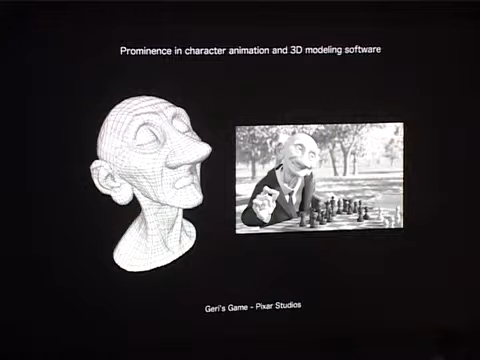 Prominence in character animation and 3D modeling software
Geri's Game - Pixar Studios